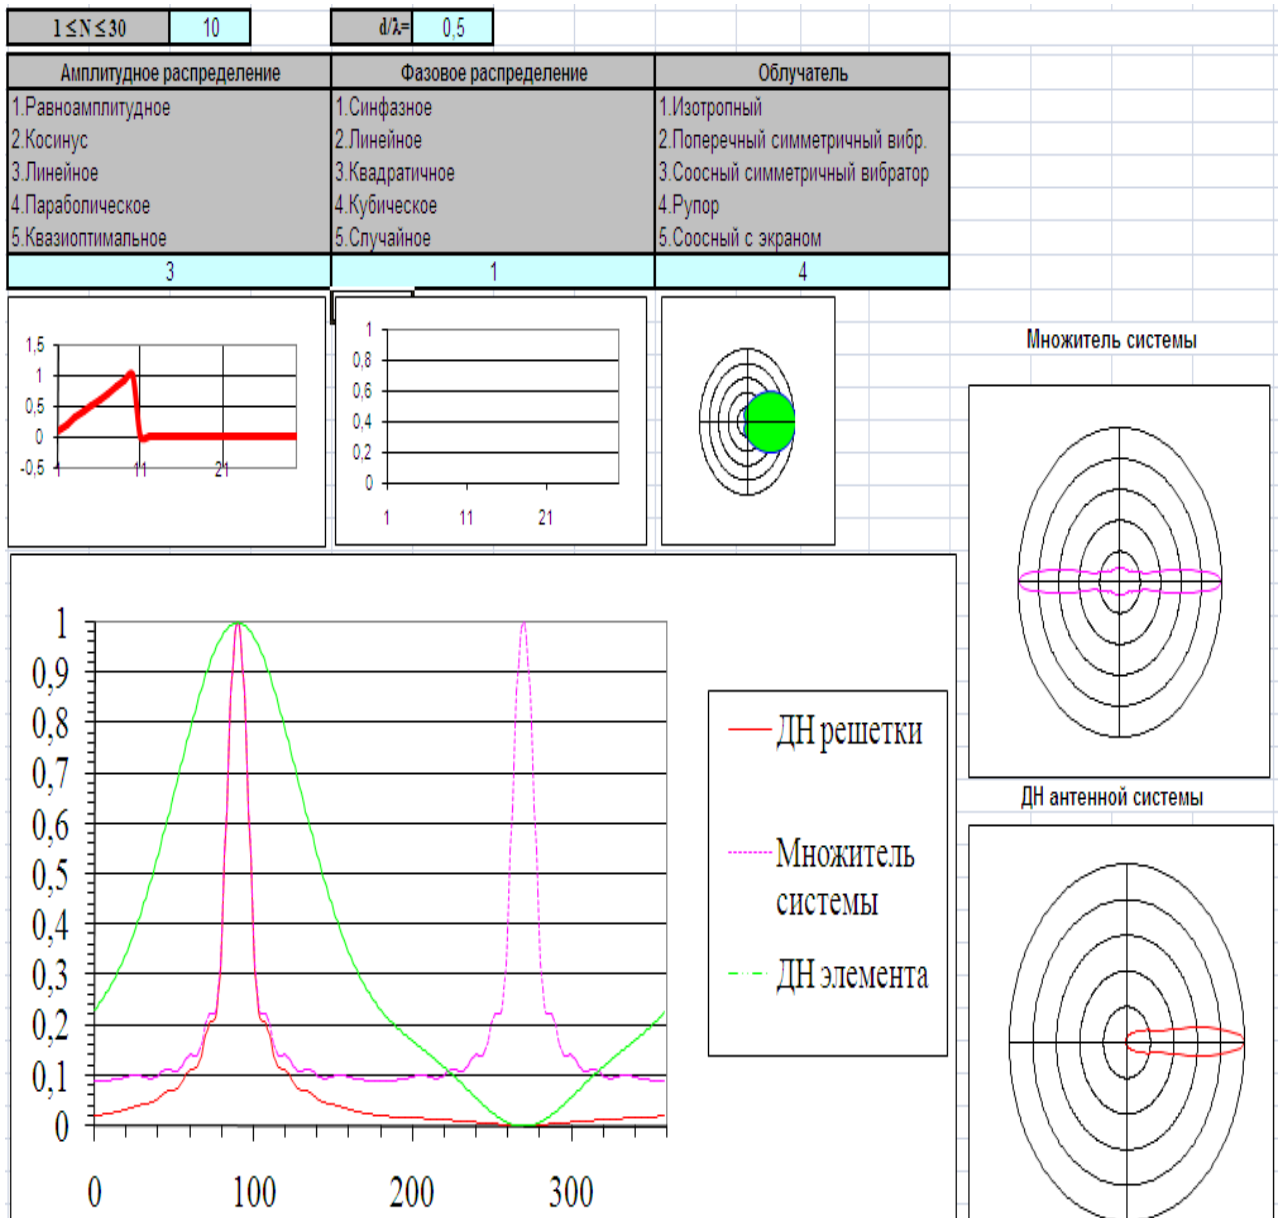 1 ≤ N ≤ 30 10 d/λ= 0,5
Амплитудное распределение Фазовое распределение Облучатель
1.Равноамплитудное 1.Синфазное 1.Изотропный
2.Косинус 2.Линейное 2.Поперечный симметричный вибр.
3.Линейное 3.Квадратичное 3.Соосный симметричный вибратор
4.Параболическое 4.Кубическое 4.Рупор
5.Квазиоптимальное 5.Случайное 5.Соосный с экраном
3 1 4
1,5
1
0,5
0
-0,5
1 11 21
1
0,8
0,6
0,4
0,2
0
1 11 21
Множитель системы
1
0,9
0,8
0,7
0,6
0,5
0,4
0,3
0,2
0,1
0
0 100 200 300
ДН решетки
Множитель
системы
ДН элемента
ДН антенной системы